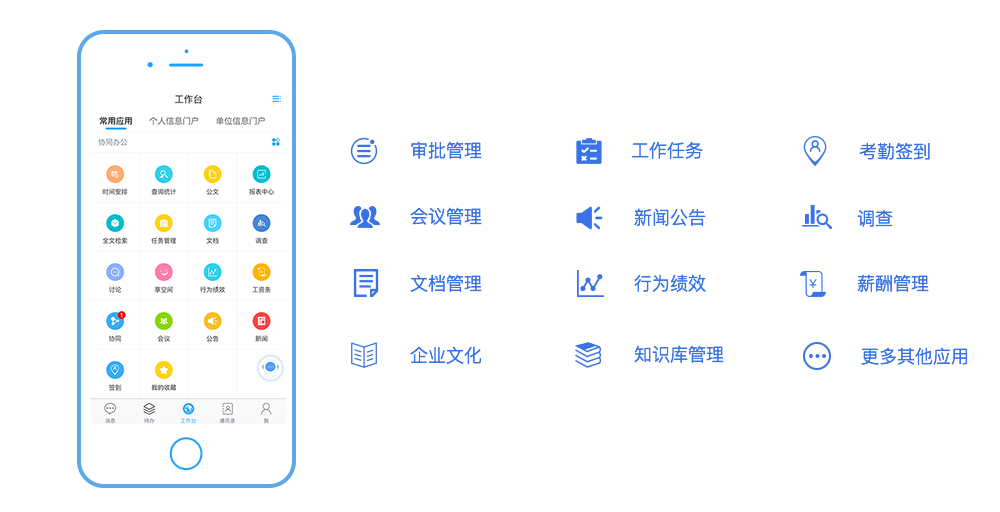 工作台
常用应用 个人信息门户 单位信息门户
协同办公
时间安排 查询统计 公文 报表中心
全文检索 任务管理 文档 调查
讨论 享空间 行为绩效 工资条
1
协同 会议 公告 新闻
签到 我的收藏
消息 待办 工作台 通讯录 我
审批管理 工作任务 考勤签到
会议管理 新闻公告 调查
文档管理 行为绩效 薪酬管理
企业文化 知识库管理 更多其他应用